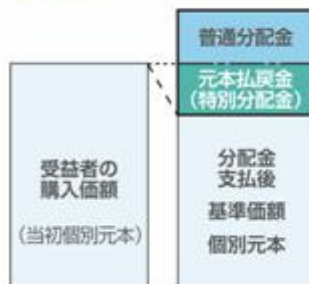 普通分配金
元本払戻金
(特別分配金)
受益者の
購入価額
(当初個別元本)
分配金
支払後
基準価額
個別元本